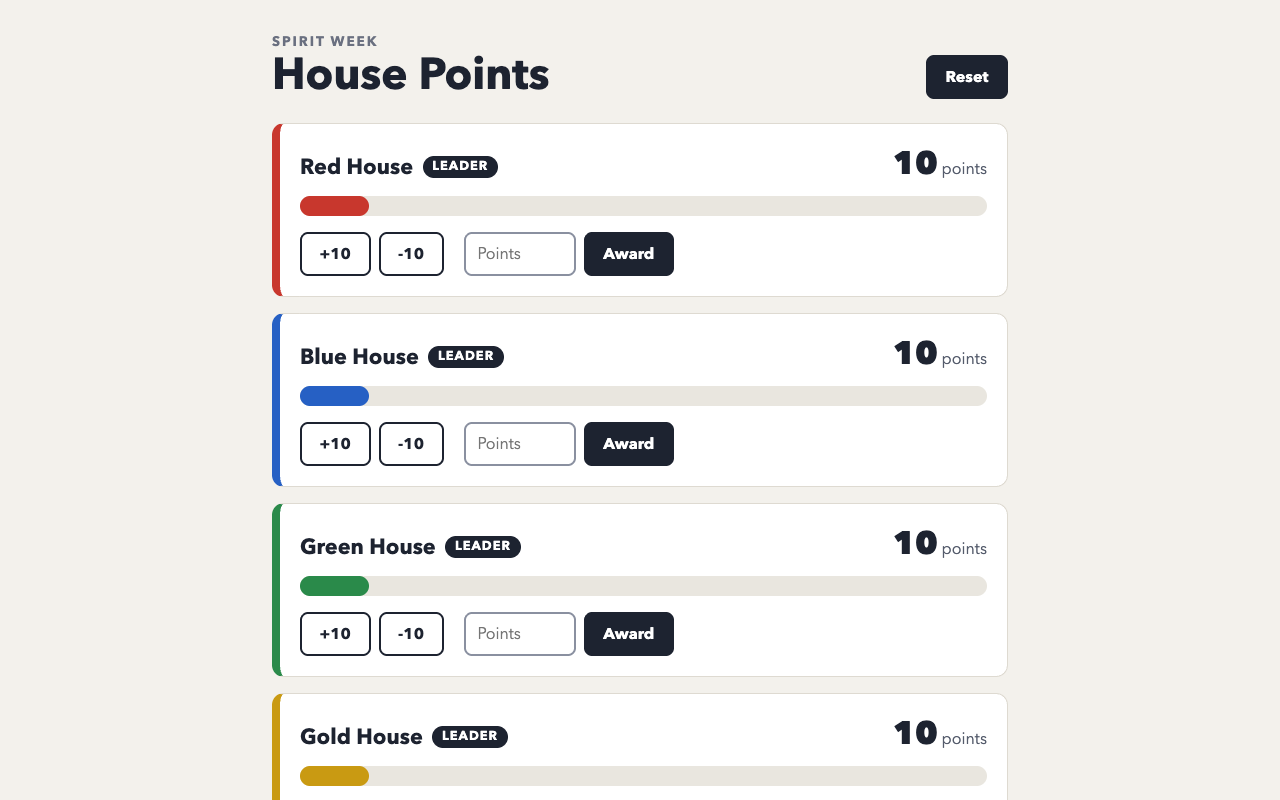 SPIRIT WEEK
House Points
Reset
Red House LEADER 10 points
+10 -10 Points Award
Blue House LEADER 10 points
+10 -10 Points Award
Green House LEADER 10 points
+10 -10 Points Award
Gold House LEADER 10 points